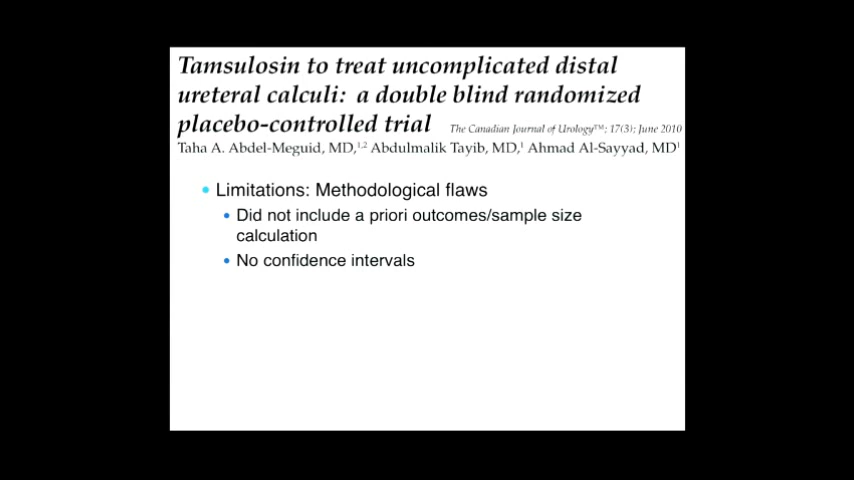 Tamsulosin to treat uncomplicated distal
ureteral calculi: a double blind randomized
placebo-controlled trial The Canadian Journal of Urology™; 17(3); June 2010
Taha A. Abdel-Meguid, MD,1,2 Abdulmalik Tayib, MD,1 Ahmad Al-Sayyad, MD1
• Limitations: Methodological flaws
• Did not include a priori outcomes/sample size
calculation
• No confidence intervals